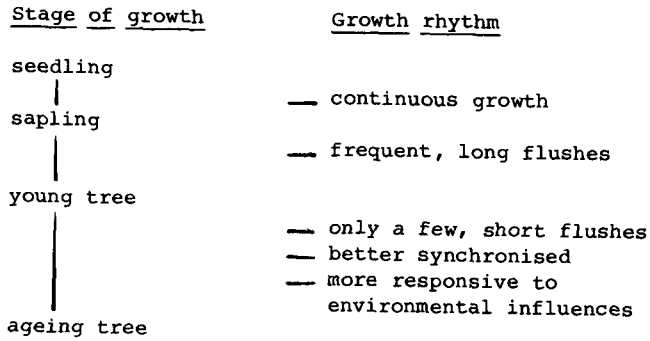 Stage of growth Growth rhythm
seedling
— continuous growth
sapling
— frequent, long flushes
young tree
— only a few, short flushes
— better synchronised
— more responsive to
environmental influences
ageing tree